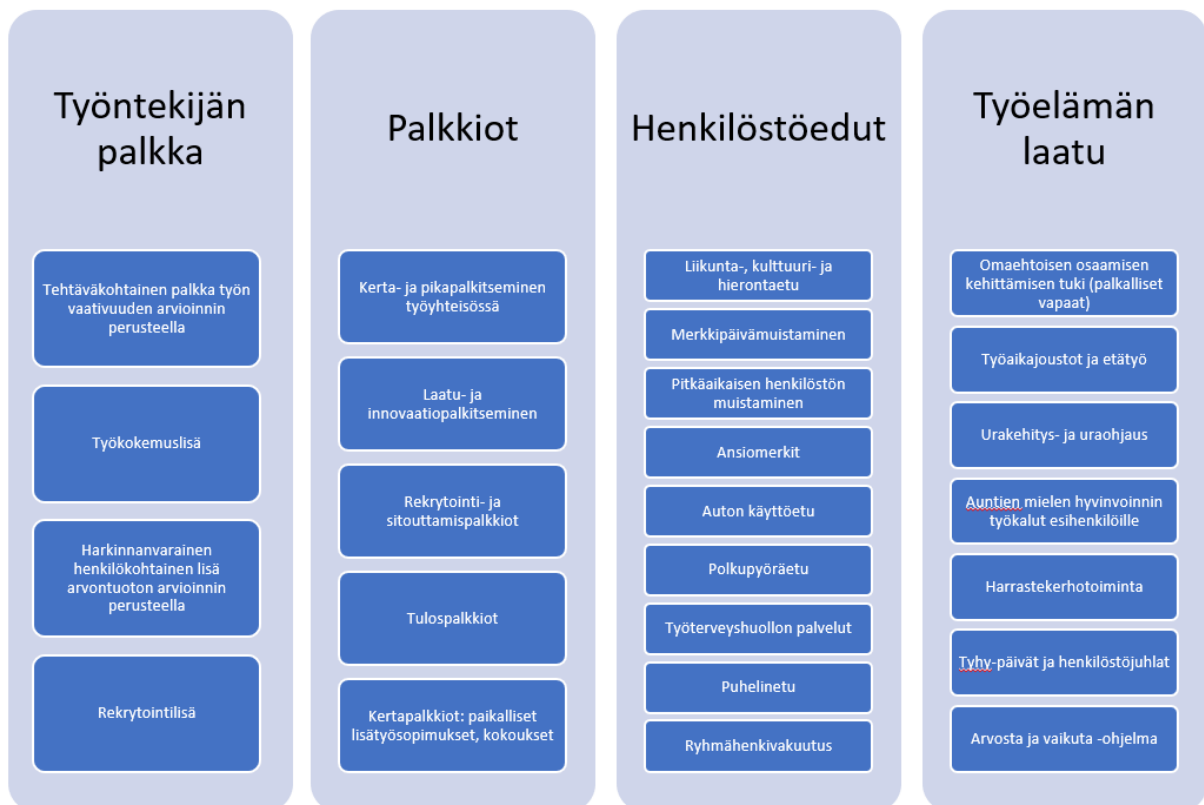 Työntekijän
palkka
Tehtäväkohtainen palkka työn
vaativuuden arvioinnin
perusteella
Työkokemuslisä
Harkinnanvarainen
henkilökohtainen lisä
arvontuoton arvioinnin
perusteella
Rekrytointilisä
Palkkiot
Kerta- ja pikapalkitseminen
työyhteisössä
Laatu- ja
innovaatiopalkitseminen
Rekrytointi- ja
sitouttamispalkkiot
Tulospalkkiot
Kertapalkkiot: paikalliset
lisätyösopimukset, kokoukset
Henkilöstöedut
Liikunta-, kulttuuri- ja
hierontaetu
Merkkipäivämuistaminen
Pitkäaikaisen henkilöstön
muistaminen
Ansiomerkit
Auton käyttöetu
Polkupyöräetu
Työterveyshuollon palvelut
Puhelinetu
Ryhmähenkivakuutus
Työelämän
laatu
Omaehtoisen osaamisen
kehittämisen tuki (palkalliset
vapaat)
Työaikajoustot ja etätyö
Urakehitys- ja uraohjaus
Auntien mielen hyvinvoinnin
työkalut esihenkilöille
Harrastekerhotoiminta
Tyhy-päivät ja henkilöstöjuhlat
Arvosta ja vaikuta -ohjelma